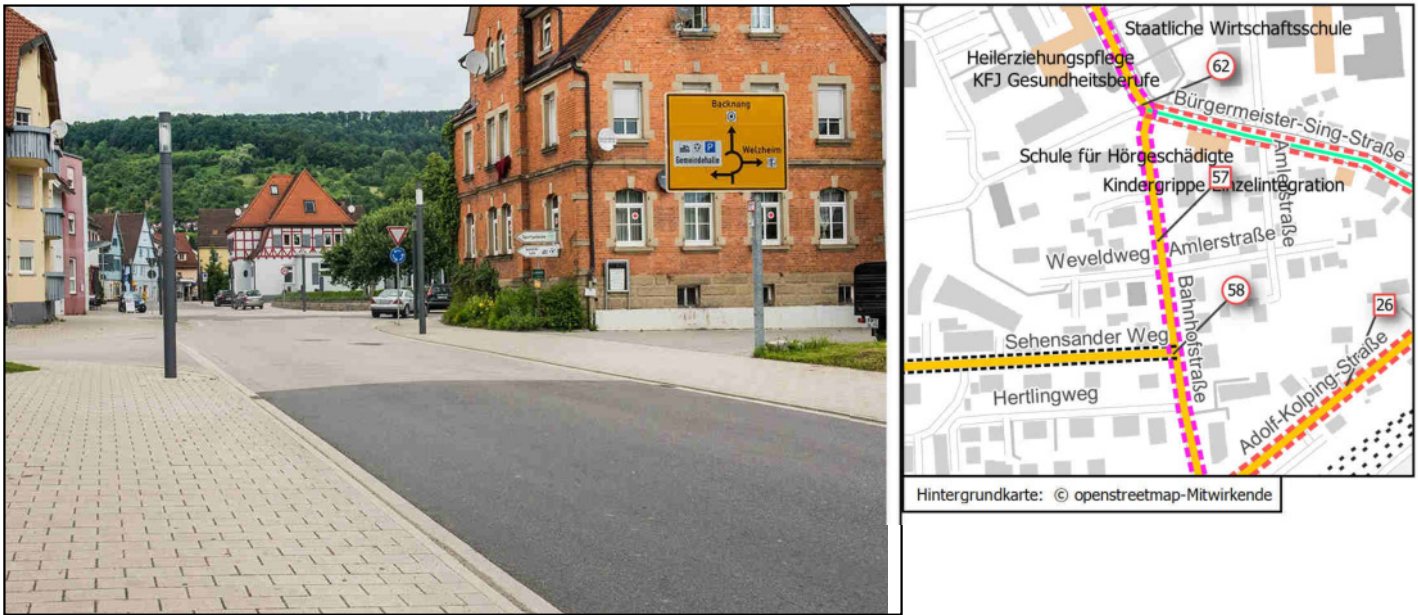 Backnang
Welzheim
P
Gemeindehalle
Staatliche Wirtschaftsschule
Heilerziehungspflege
62
KFJ Gesundheitsberufe
Bürgermeister-Sing-Straße
Schule für Hörgeschädigte
57
Kindergrippe Einzelintegration
Amlerstraße
Weveldweg
Amlerstraße
58
26
Sehensander Weg
Bahnhofstraße
Hertlingweg
Adolf-Kolping-Straße
Hintergrundkarte: © openstreetmap-Mitwirkende